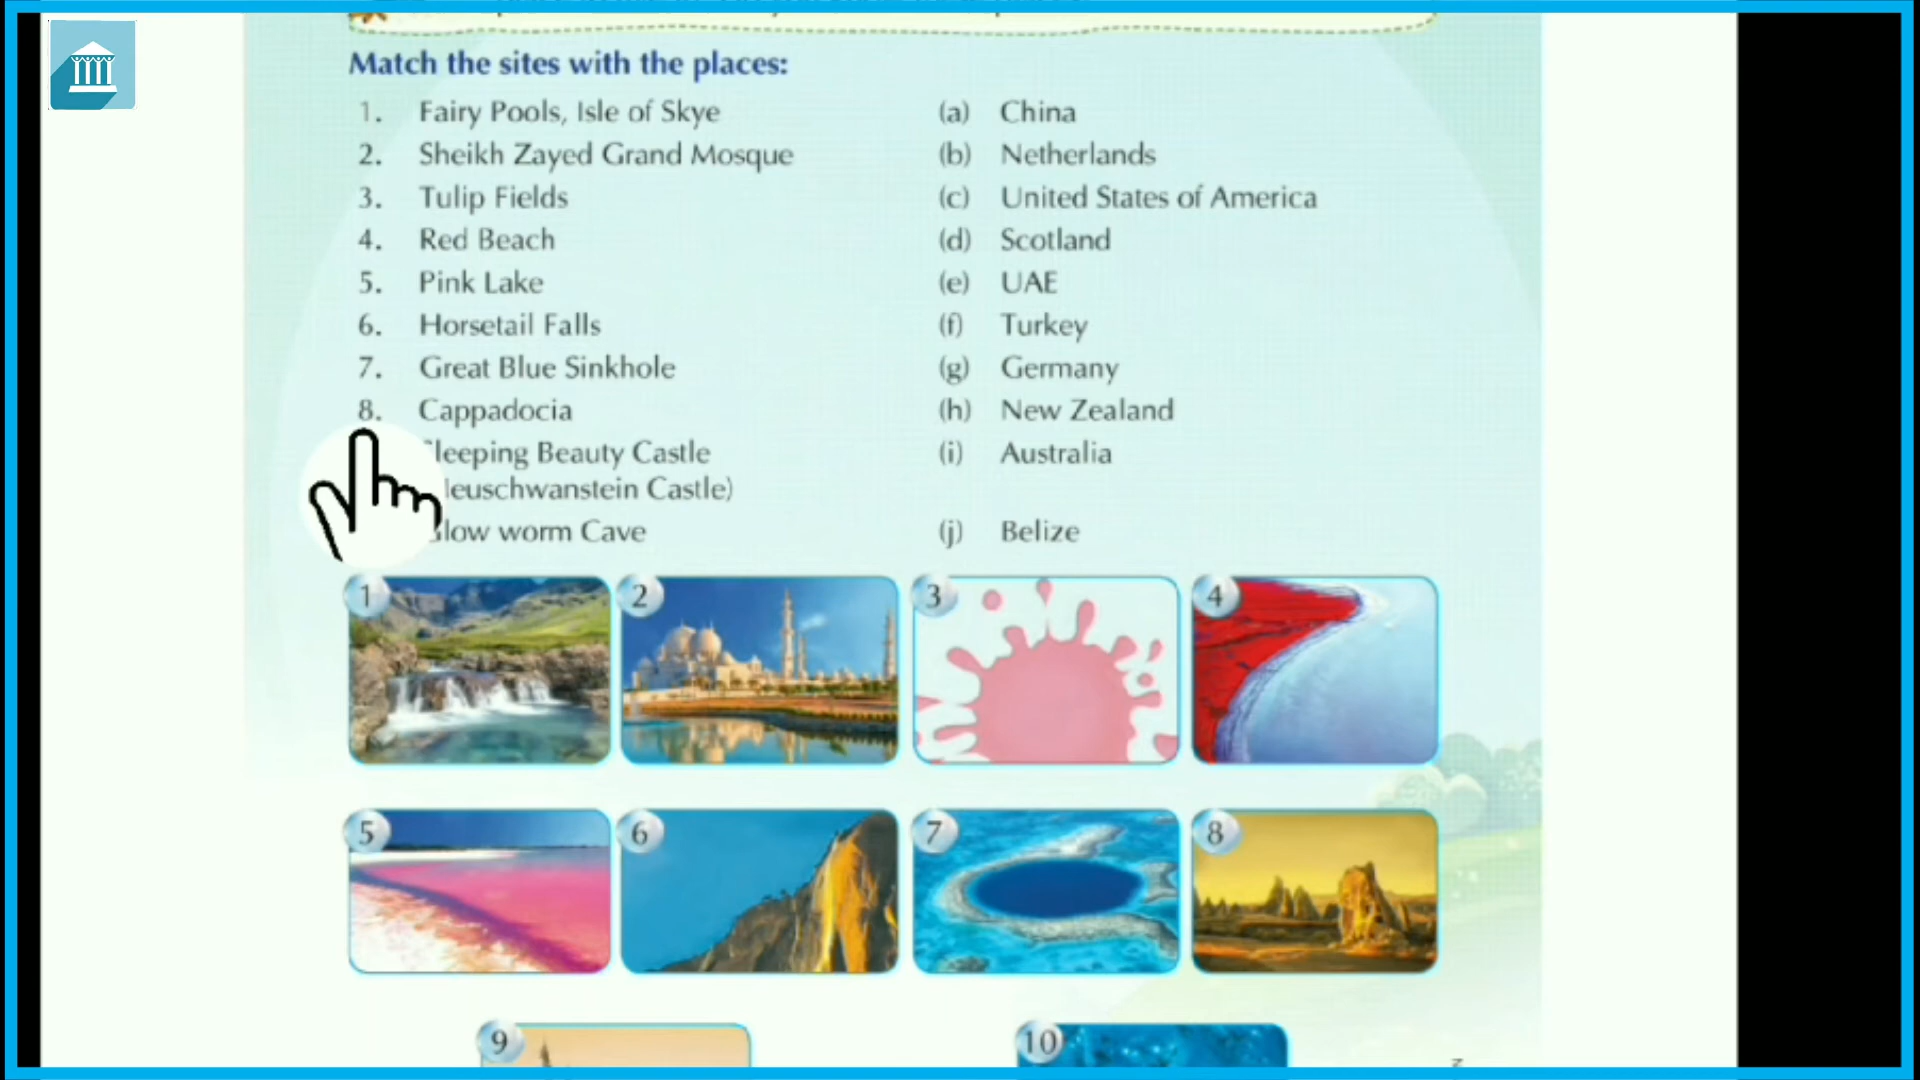 Match the sites with the places:
1. Fairy Pools, Isle of Skye (a) China
2. Sheikh Zayed Grand Mosque (b) Netherlands
3. Tulip Fields (c) United States of America
4. Red Beach (d) Scotland
5. Pink Lake (e) UAE
6. Horsetail Falls (f) Turkey
7. Great Blue Sinkhole (g) Germany
8. Cappadocia (h) New Zealand
Beauty Castle (i) Australia
Castle)
worm Cave (j) Belize
1 2 3 4
5 6 7 8
9 10